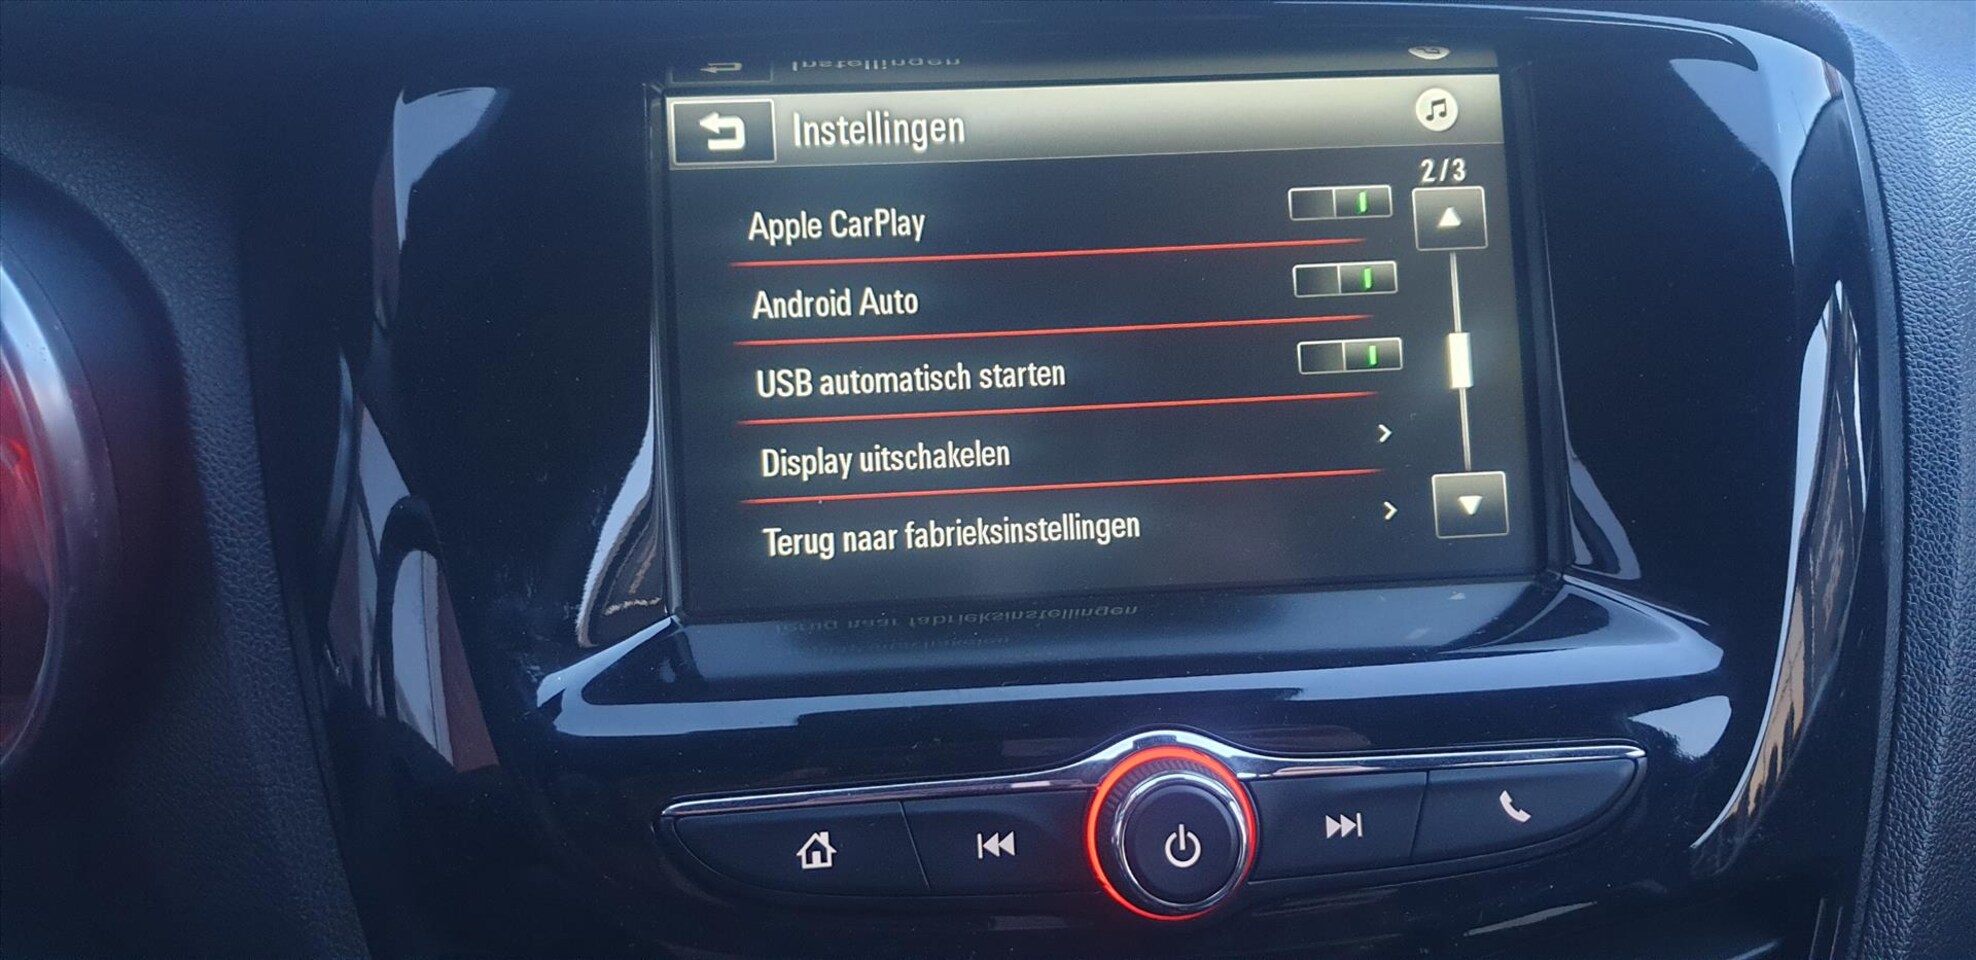 Instellingen
2/3
Apple CarPlay
Android Auto
USB automatisch starten
Display uitschakelen
Terug naar fabrieksinstellingen